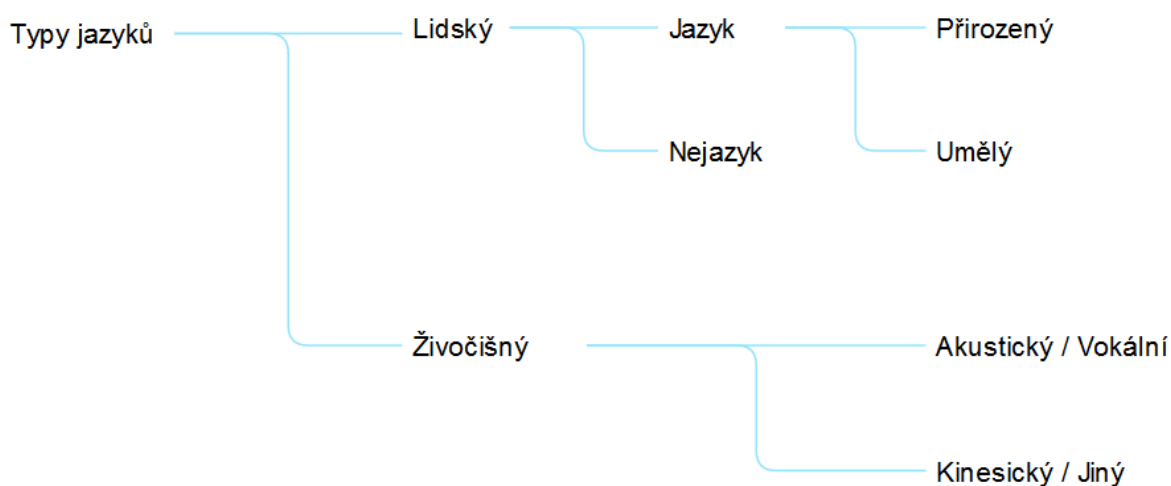 Typy jazyků
Lidský
Jazyk
Přirozený
Nejazyk
Umělý
Živočišný
Akustický / Vokální
Kinesický / Jiný